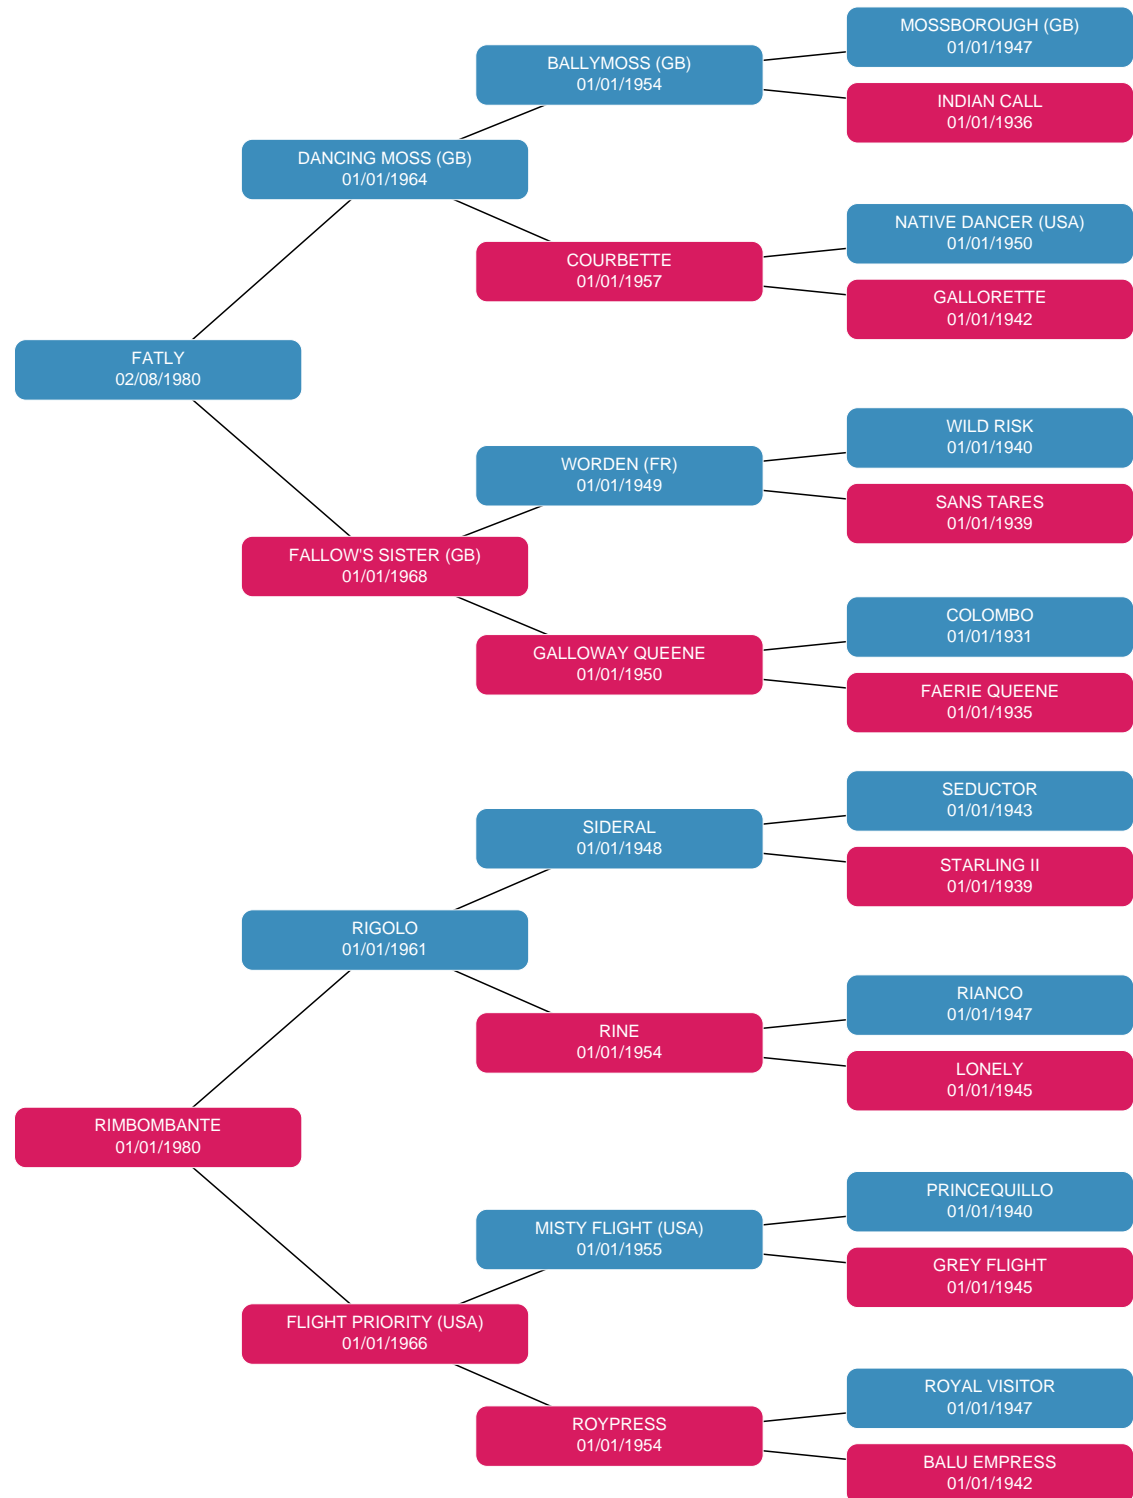 MOSSBOROUGH (GB)
01/01/1947
BALLYMOSS (GB)
01/01/1954
INDIAN CALL
01/01/1936
DANCING MOSS (GB)
01/01/1964
NATIVE DANCER (USA)
01/01/1950
COURBETTE
01/01/1957
GALLORETTE
01/01/1942
FATLY
02/08/1980
WILD RISK
01/01/1940
WORDEN (FR)
01/01/1949
SANS TARES
01/01/1939
FALLOW'S SISTER (GB)
01/01/1968
COLOMBO
01/01/1931
GALLOWAY QUEENE
01/01/1950
FAERIE QUEENE
01/01/1935
SEDUCTOR
01/01/1943
SIDERAL
01/01/1948
STARLING II
01/01/1939
RIGOLO
01/01/1961
RIANCO
01/01/1947
RINE
01/01/1954
LONELY
01/01/1945
RIMBOMBANTE
01/01/1980
PRINCEQUILLO
01/01/1940
MISTY FLIGHT (USA)
01/01/1955
GREY FLIGHT
01/01/1945
FLIGHT PRIORITY (USA)
01/01/1966
ROYAL VISITOR
01/01/1947
ROYPRESS
01/01/1954
BALU EMPRESS
01/01/1942